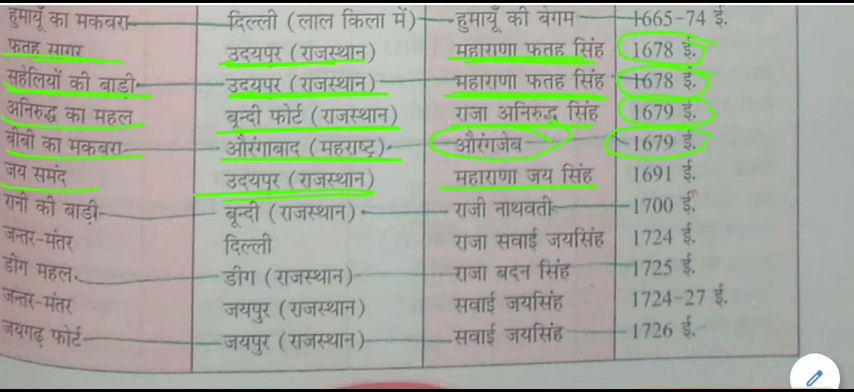 हुमायूँ का मकबरा दिल्ली (लाल किला में) हुमायूँ की बेगम 1665-74 ई.
फतह सागर उदयपुर (राजस्थान) महाराणा फतह सिंह 1678 ई.
सहेलियों की बाड़ी उदयपुर (राजस्थान) महाराणा फतह सिंह 1678 ई.
अनिरुद्ध का महल बून्दी फोर्ट (राजस्थान) राजा अनिरुद्ध सिंह 1679 ई.
बीबी का मकबरा औरंगाबाद (महराष्ट्र) औरंगजेब 1679 ई.
जय समंद उदयपुर (राजस्थान) महाराणा जय सिंह 1691 ई.
रानी की बाड़ी बून्दी (राजस्थान) राजी नाथवती 1700 ई.
जन्तर-मंतर दिल्ली राजा सवाई जयसिंह 1724 ई.
डीग महल डीग (राजस्थान) राजा बदन सिंह 1725 ई.
जन्तर-मंतर जयपुर (राजस्थान) सवाई जयसिंह 1724-27 ई.
जयगढ़ फोर्ट जयपुर (राजस्थान) सवाई जयसिंह 1726 ई.